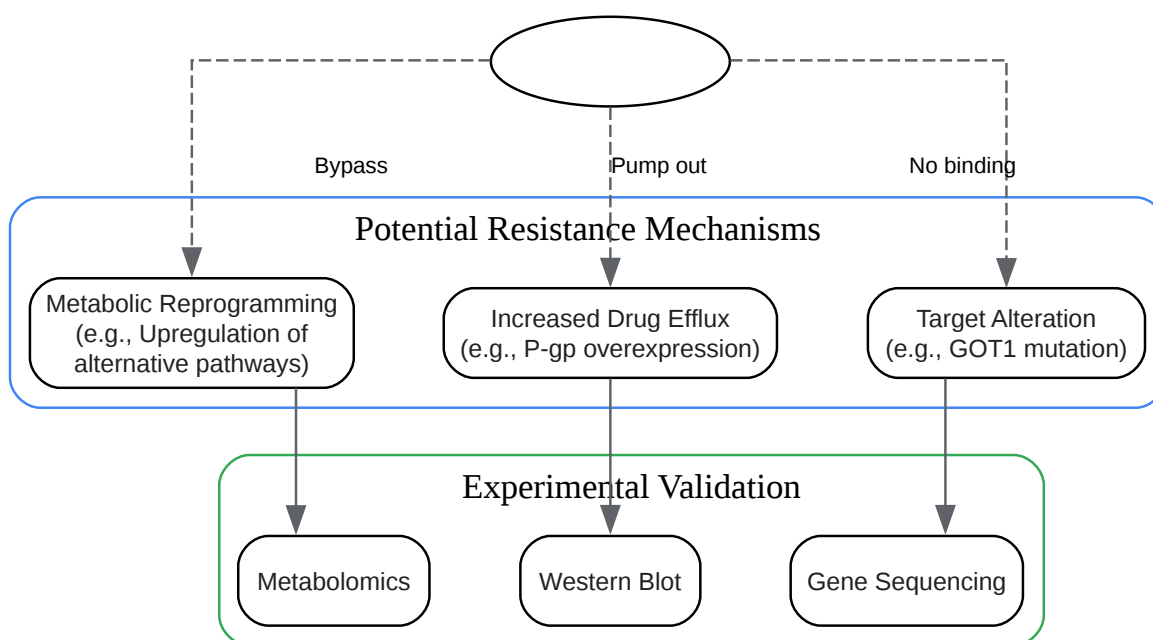 Bypass
Pump out
No binding
Potential Resistance Mechanisms
Metabolic Reprogramming
(e.g., Upregulation of
alternative pathways)
Increased Drug Efflux
(e.g., P-gp overexpression)
Target Alteration
(e.g., GOT1 mutation)
Experimental Validation
Metabolomics
Western Blot
Gene Sequencing